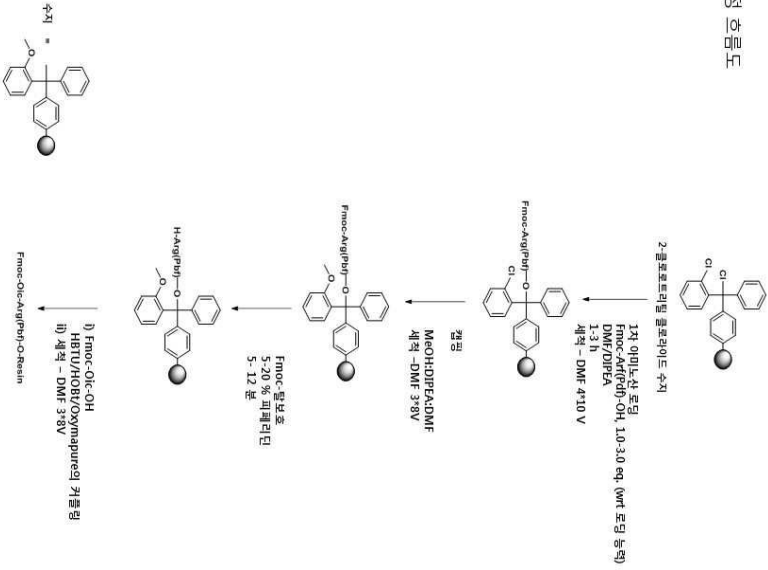 정 흐름도
2-클로로트리틸 클로라이드 수지
Cl
Cl
1차 아미노산 로딩
Fmoc-Arf(Pdf)-OH, 1.0-3.0 eq. (wrt 로딩 능력)
DMF/DIPEA
1-3 h
세척 – DMF 4*10 V
Fmoc-Arg(Pbf)
O
Cl
캡핑
MeOH:DIPEA:DMF
세척 –DMF 3*8V
Fmoc-Arg(Pbf)
O
O
Fmoc-탈보호
5-20 % 피페리딘
5- 12 분
H-Arg(Pbf)
O
O
i) Fmoc-Oic-OH
HBTU/HOBt/Oxymapure의 커플링
ii) 세척 – DMF 3*8V
Fmoc-Oic-Arg(Pbf)-O-Resin
수지 =
O